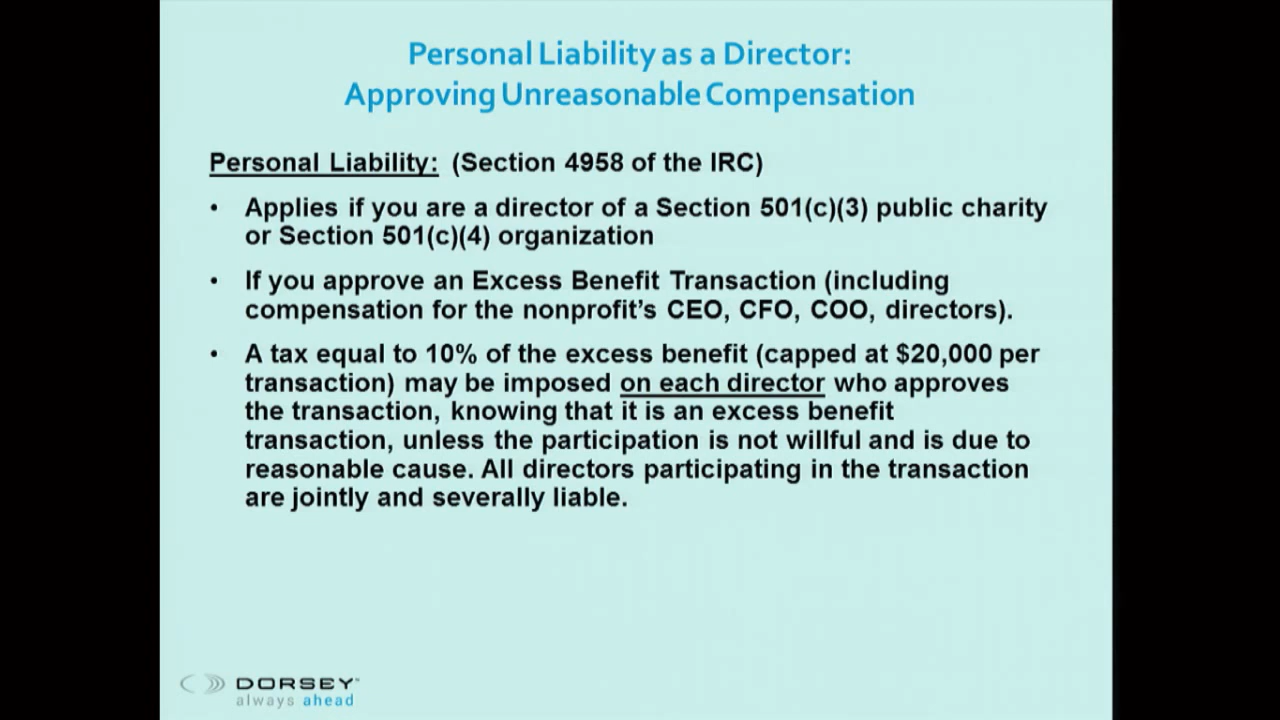 Personal Liability as a Director:
Approving Unreasonable Compensation
Personal Liability: (Section 4958 of the IRC)
• Applies if you are a director of a Section 501(c)(3) public charity
or Section 501(c)(4) organization
• If you approve an Excess Benefit Transaction (including
compensation for the nonprofit's CEO, CFO, COO, directors).
• A tax equal to 10% of the excess benefit (capped at $20,000 per
transaction) may be imposed on each director who approves
the transaction, knowing that it is an excess benefit
transaction, unless the participation is not willful and is due to
reasonable cause. All directors participating in the transaction
are jointly and severally liable.
DORSEY™
always ahead